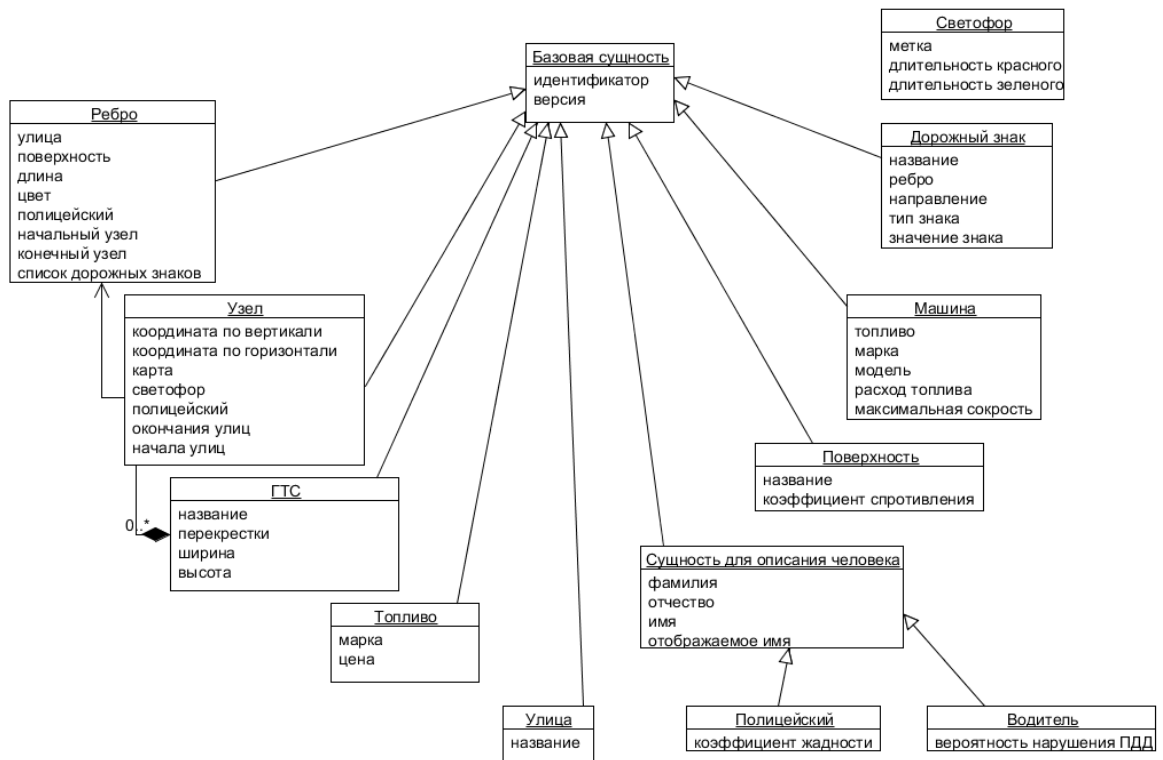 Светофор
метка
длительность красного
длительность зеленого
Базовая сущность
идентификатор
версия
Ребро
улица
поверхность
длина
цвет
полицейский
начальный узел
конечный узел
список дорожных знаков
Дорожный знак
название
ребро
направление
тип знака
значение знака
Узел
координата по вертикали
координата по горизонтали
карта
светофор
полицейский
окончания улиц
начала улиц
Машина
топливо
марка
модель
расход топлива
максимальная сокрость
Поверхность
название
коэффициент спротивления
ГТС
название
перекрестки
ширина
высота
0..*
Сущность для описания человека
фамилия
отчество
имя
отображаемое имя
Топливо
марка
цена
Улица
название
Полицейский
коэффициент жадности
Водитель
вероятность нарушения ПДД